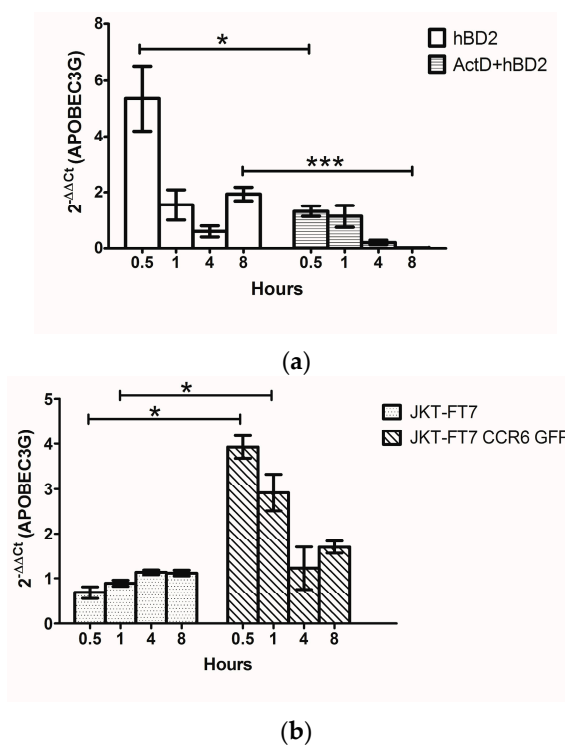 8
6
4
2
0
2-ΔΔCt (APOBEC3G)
*
***
hBD2
ActD+hBD2
0.5 1 4 8 0.5 1 4 8
Hours
(a)
5
4
3
2
1
0
2-ΔΔCt (APOBEC3G)
*
*
JKT-FT7
JKT-FT7 CCR6 GFP
0.5 1 4 8 0.5 1 4 8
Hours
(b)